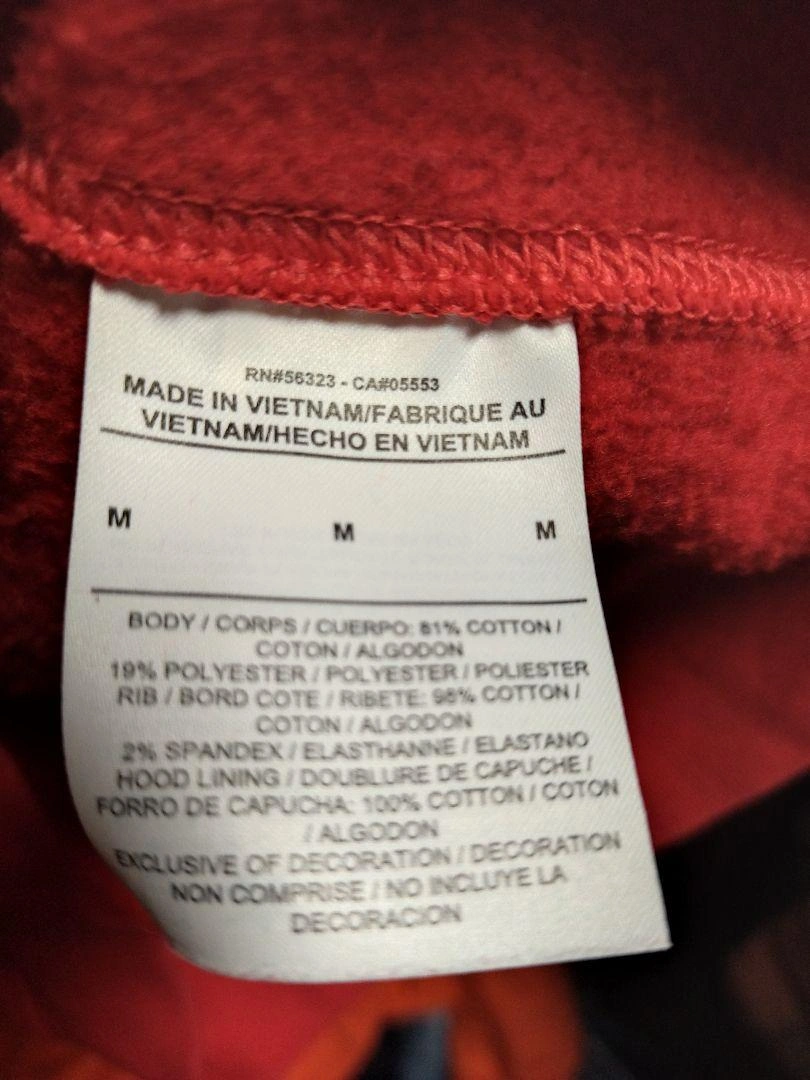 RN#56323 - CA#05553
MADE IN VIETNAM/FABRIQUE AU
VIETNAM/HECHO EN VIETNAM
M M M
BODY / CORPS / CUERPO: 81% COTTON /
COTON / ALGODON
19% POLYESTER / POLYESTER / POLIESTER
RIB / BORD COTE / RIBETE: 98% COTTON /
COTON / ALGODON
2% SPANDEX / ELASTHANNE / ELASTANO
HOOD LINING / DOUBLURE DE CAPUCHE /
FORRO DE CAPUCHA: 100% COTTON / COTON
/ ALGODON
EXCLUSIVE OF DECORATION / DECORATION
NON COMPRISE / NO INCLUYE LA
DECORACION